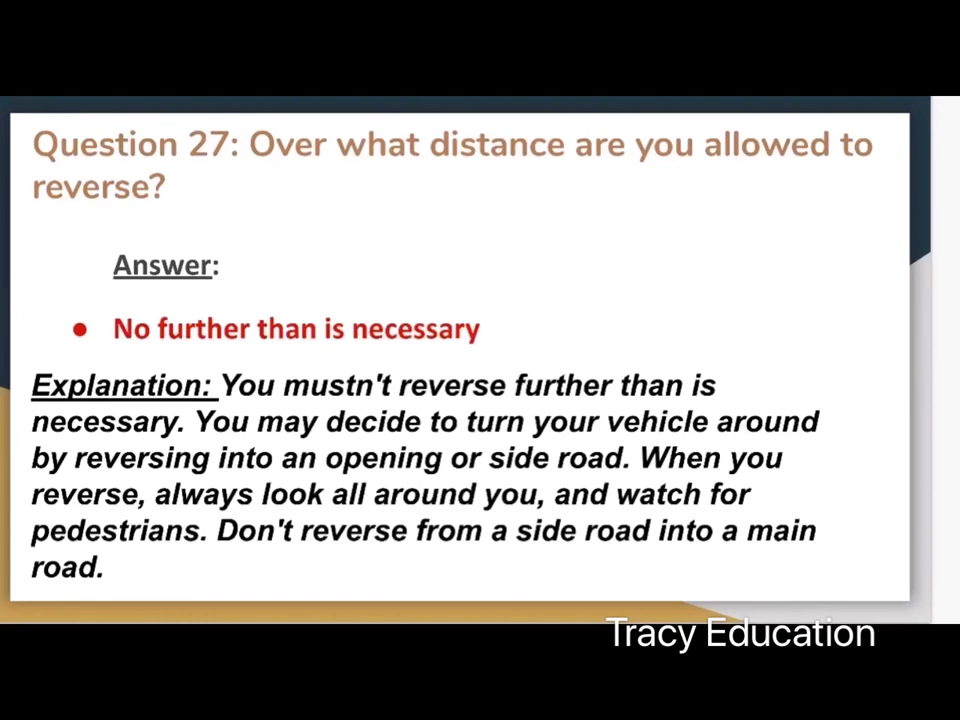 Question 27: Over what distance are you allowed to
reverse?
Answer:
● No further than is necessary
Explanation: You mustn't reverse further than is
necessary. You may decide to turn your vehicle around
by reversing into an opening or side road. When you
reverse, always look all around you, and watch for
pedestrians. Don't reverse from a side road into a main
road.
Tracy Education